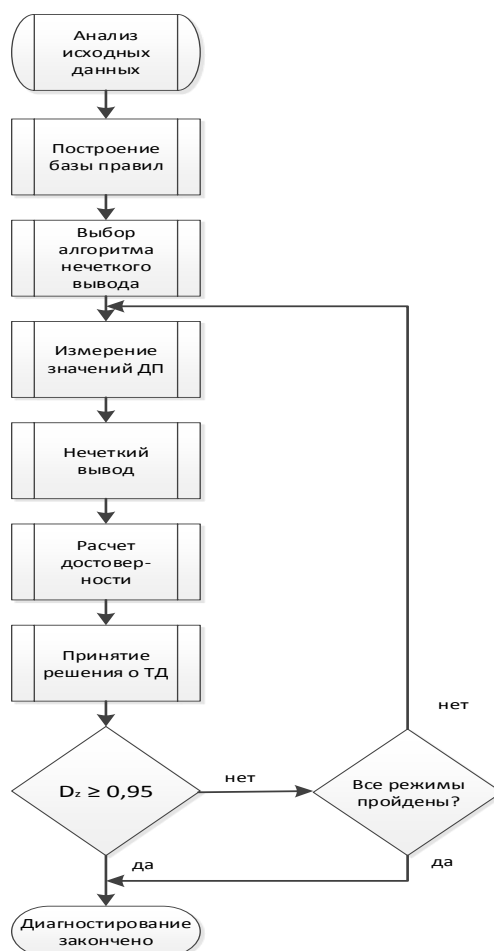 Анализ
исходных
данных
Построение
базы правил
Выбор
алгоритма
нечеткого
вывода
Измерение
значений ДП
Нечеткий
вывод
Расчет
достовер-
ности
Принятие
решения о ТД
Dz ≥ 0,95
нет
Все режимы
пройдены?
нет
да
да
Диагностирование
закончено